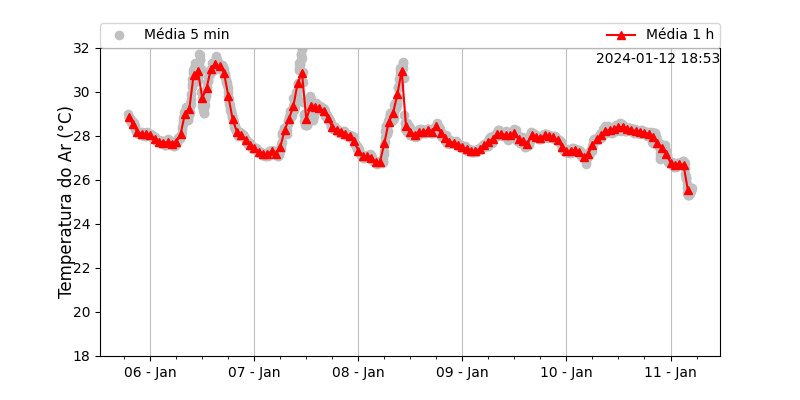 Média 5 min
Média 1 h
2024-01-12 18:53
Temperatura do Ar (°C)
32
30
28
26
24
22
20
18
06 - Jan
07 - Jan
08 - Jan
09 - Jan
10 - Jan
11 - Jan